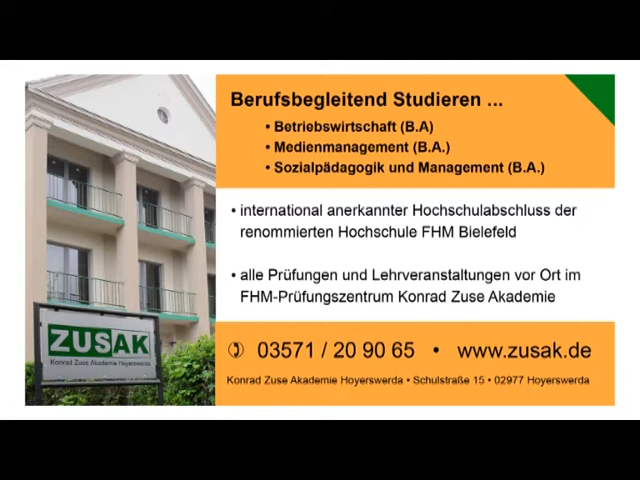 Berufsbegleitend Studieren ...
• Betriebswirtschaft (B.A)
• Medienmanagement (B.A.)
• Sozialpädagogik und Management (B.A.)
• international anerkannter Hochschulabschluss der
renommierten Hochschule FHM Bielefeld
• alle Prüfungen und Lehrveranstaltungen vor Ort im
FHM-Prüfungszentrum Konrad Zuse Akademie
ZUSAK
Konrad Zuse Akademie Hoyerswerda
03571 / 20 90 65 • www.zusak.de
Konrad Zuse Akademie Hoyerswerda • Schulstraße 15 • 02977 Hoyerswerda